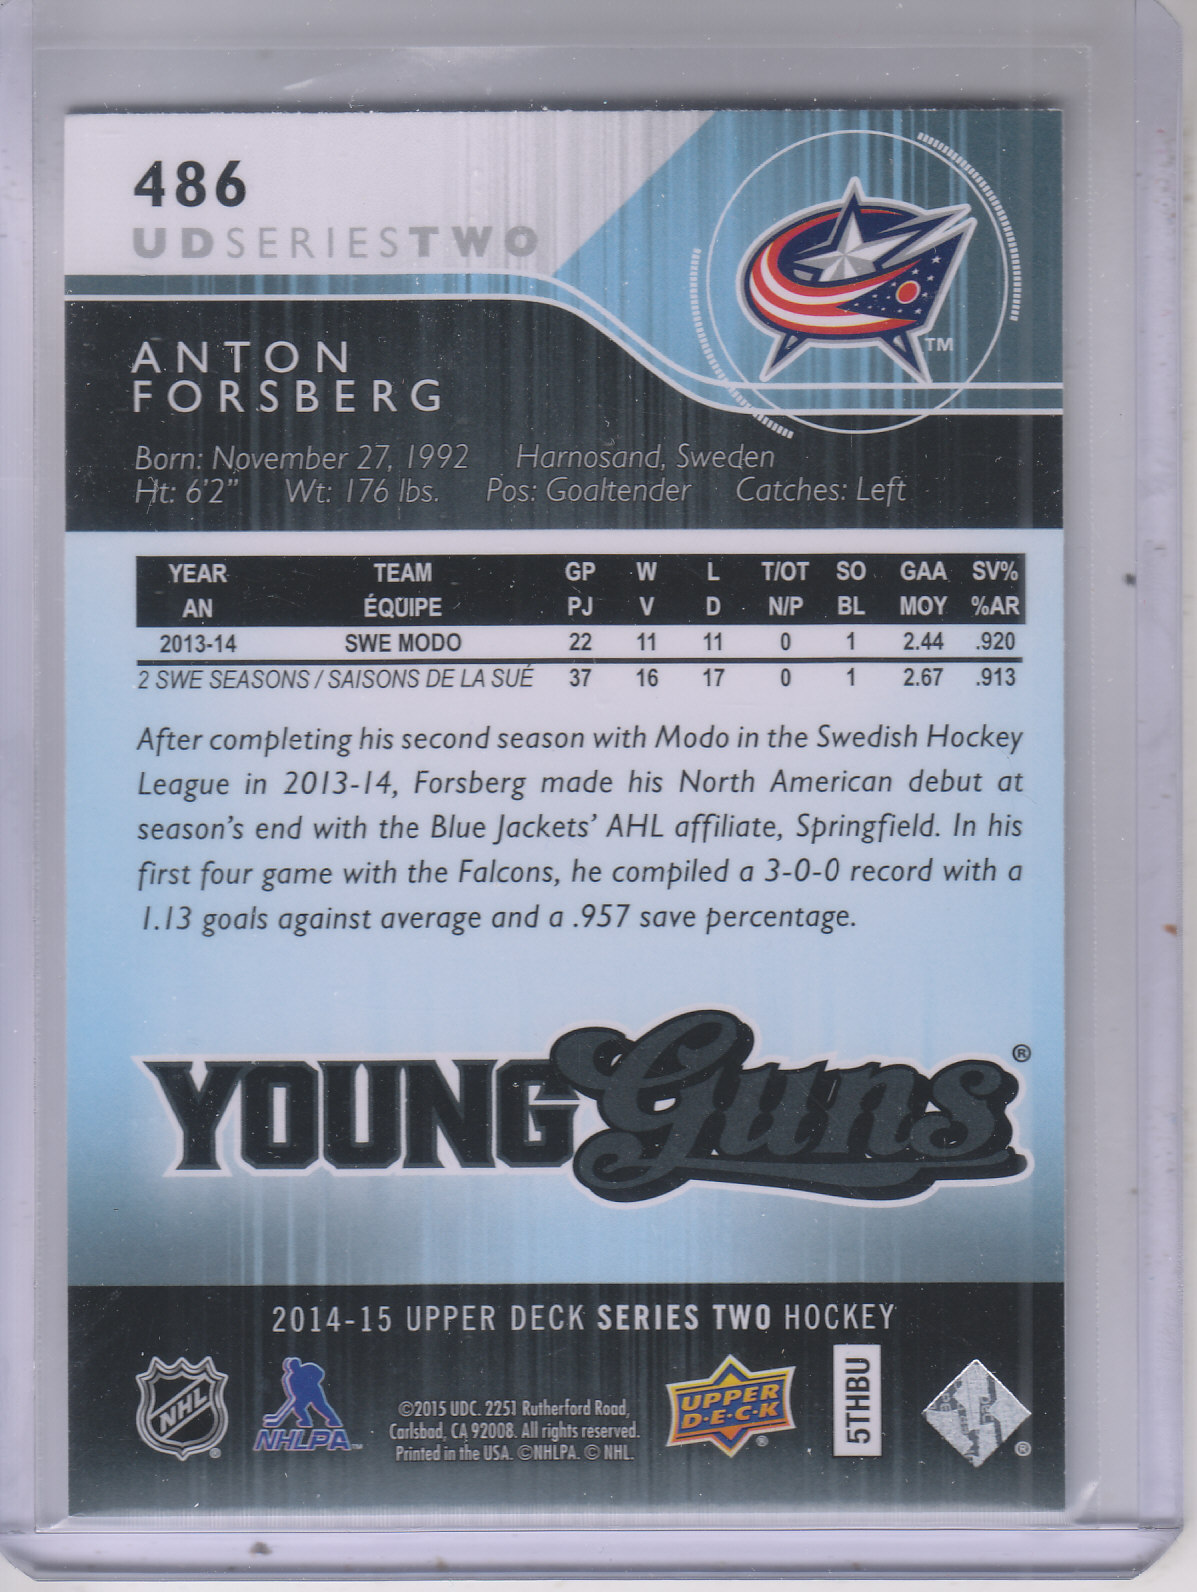 486
UD SERIES TWO
TM
ANTON
FORSBERG
Born: November 27, 1992 Harnosand, Sweden
Ht: 6'2" Wt: 176 lbs. Pos: Goaltender Catches: Left
YEAR TEAM GP W L T/OT SO GAA SV%
AN ÉQUIPE PJ V D N/P BL MOY %AR
2013-14 SWE MODO 22 11 11 0 1 2.44 .920
2 SWE SEASONS / SAISONS DE LA SUÉ 37 16 17 0 1 2.67 .913
After completing his second season with Modo in the Swedish Hockey
League in 2013-14, Forsberg made his North American debut at
season's end with the Blue Jackets' AHL affiliate, Springfield. In his
first four game with the Falcons, he compiled a 3-0-0 record with a
1.13 goals against average and a .957 save percentage.
YOUNG Guns ®
2014-15 UPPER DECK SERIES TWO HOCKEY
NHL ®
NHLPA ™
©2015 UDC. 2251 Rutherford Road,
Carlsbad, CA 92008. All rights reserved.
Printed in the USA. ©NHLPA. © NHL.
UPPER
D·E·C·K ®
5THBU
®